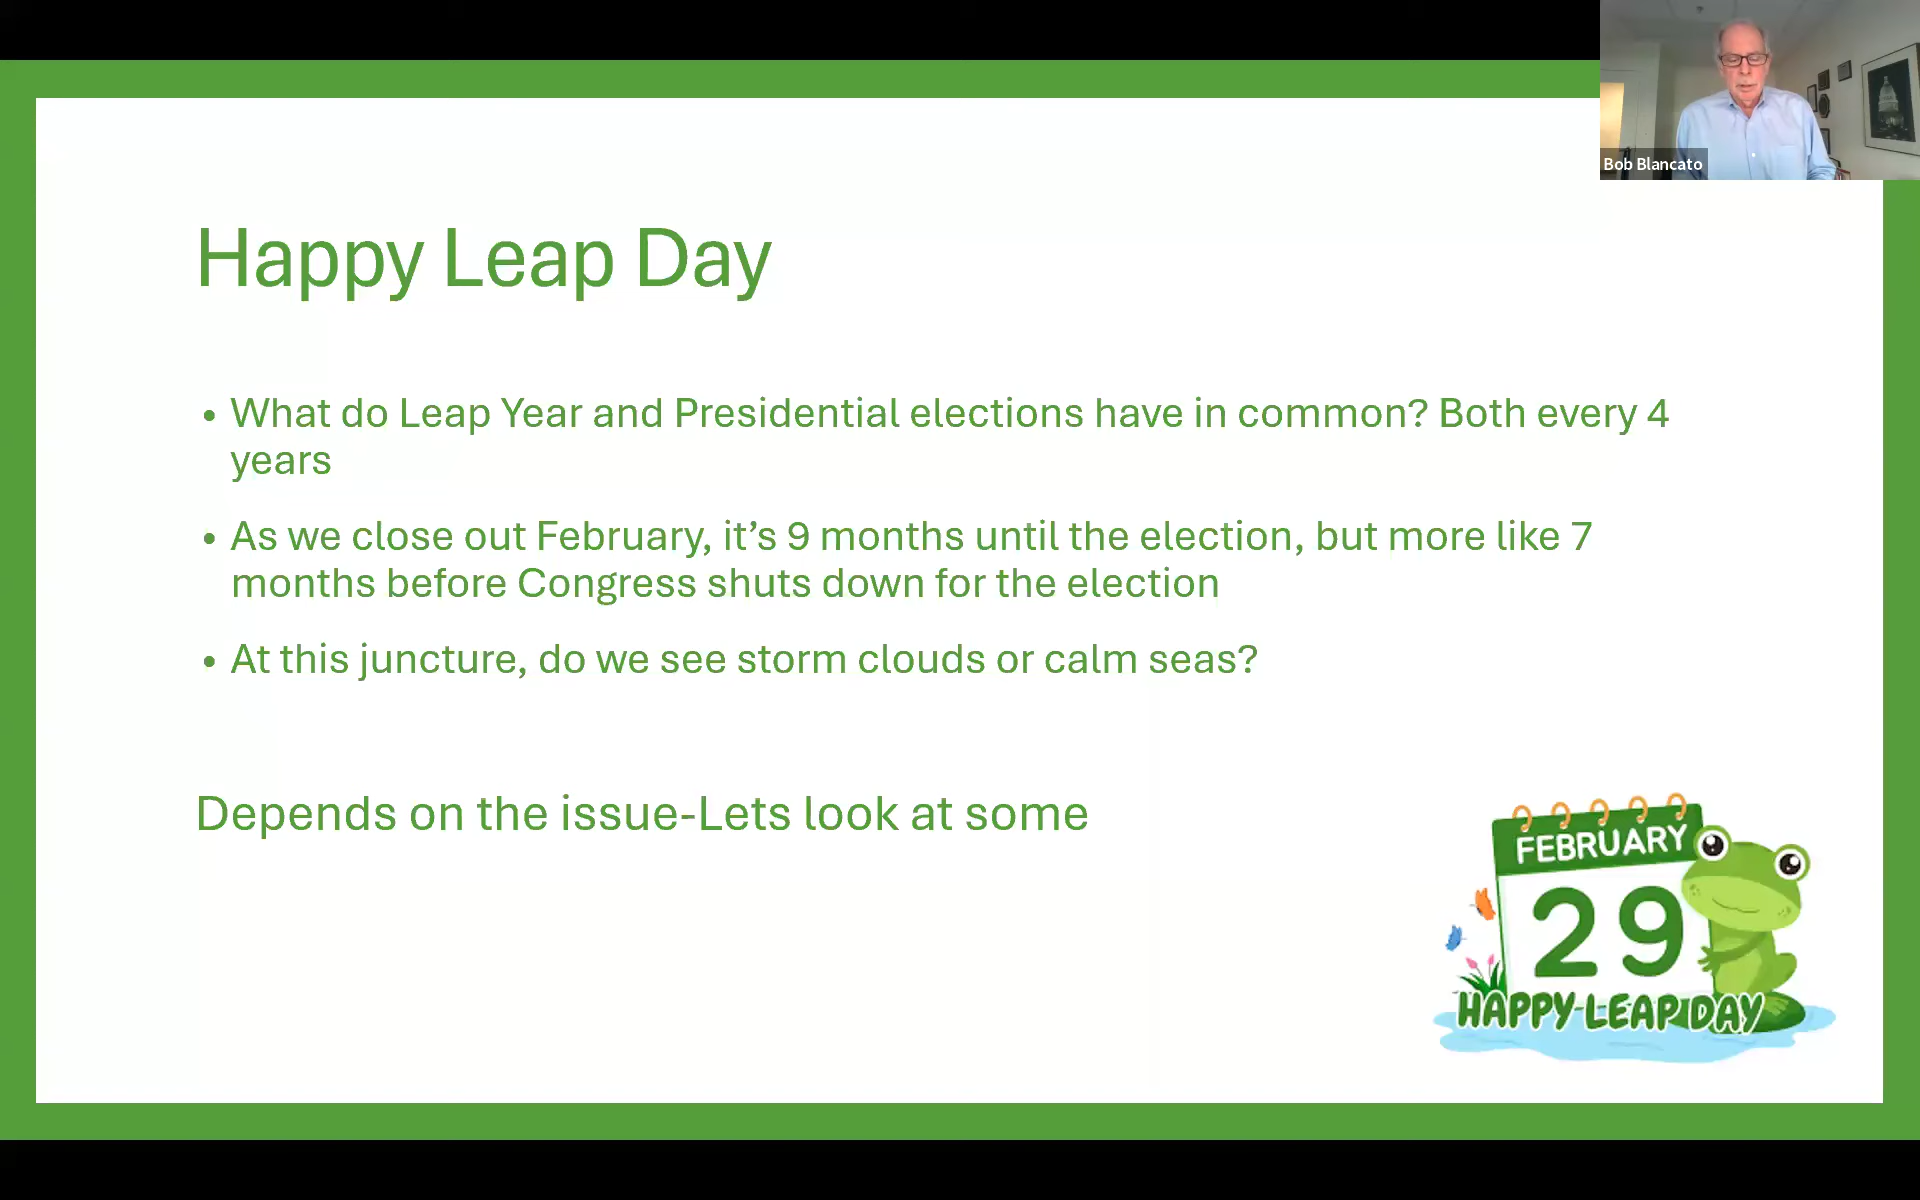 Bob Blancato
Happy Leap Day
• What do Leap Year and Presidential elections have in common? Both every 4
years
• As we close out February, it’s 9 months until the election, but more like 7
months before Congress shuts down for the election
• At this juncture, do we see storm clouds or calm seas?
Depends on the issue-Lets look at some
FEBRUARY
29
HAPPY LEAP DAY